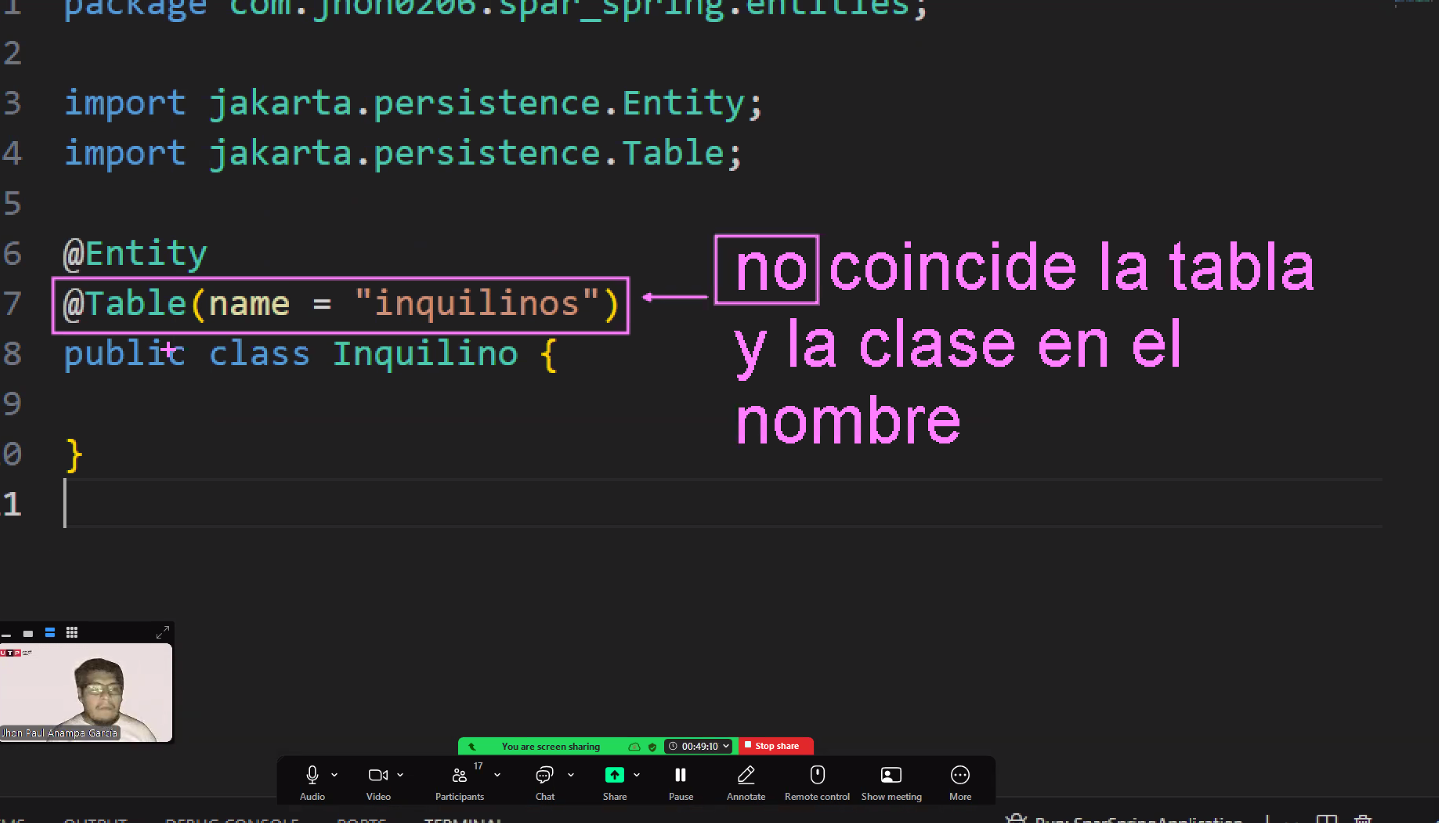 1 package com.jhon0206.spar_spring.entities;
2
3 import jakarta.persistence.Entity;
4 import jakarta.persistence.Table;
5
6 @Entity
7 @Table(name = "inquilinos")
8 public class Inquilino {
9
0 }
1
no coincide la tabla
y la clase en el
nombre
UTP
Jhon Paul Anampa Garcia
You are screen sharing 00:49:10 Stop share
17
Audio Video Participants Chat Share Pause Annotate Remote control Show meeting More
OUTPUT DEBUG CONSOLE PORTS TERMINAL Run: SparSpringApplication